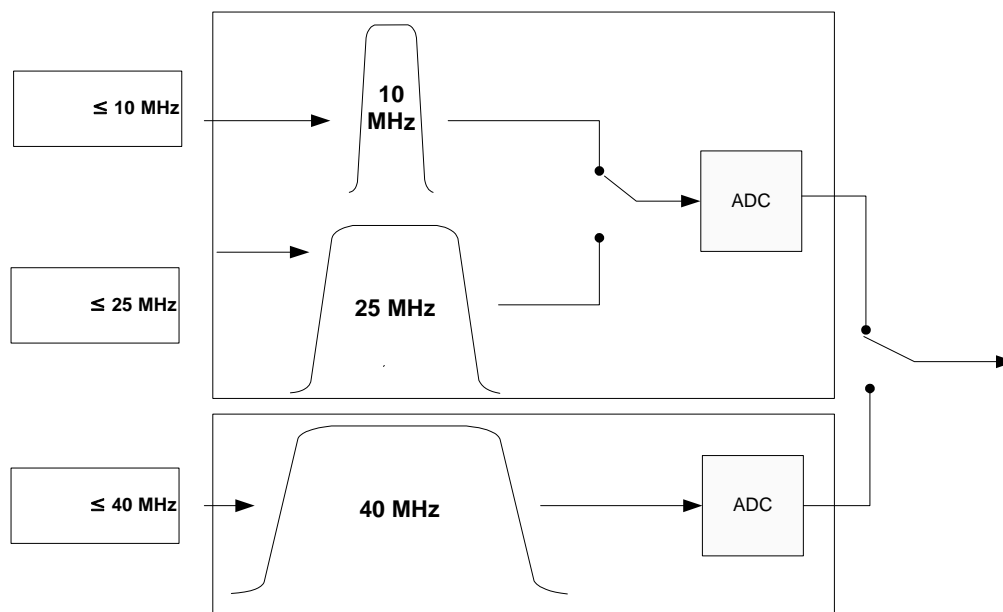 ≤ 10 MHz
10
MHz
ADC
≤ 25 MHz
25 MHz
≤ 40 MHz
40 MHz
ADC